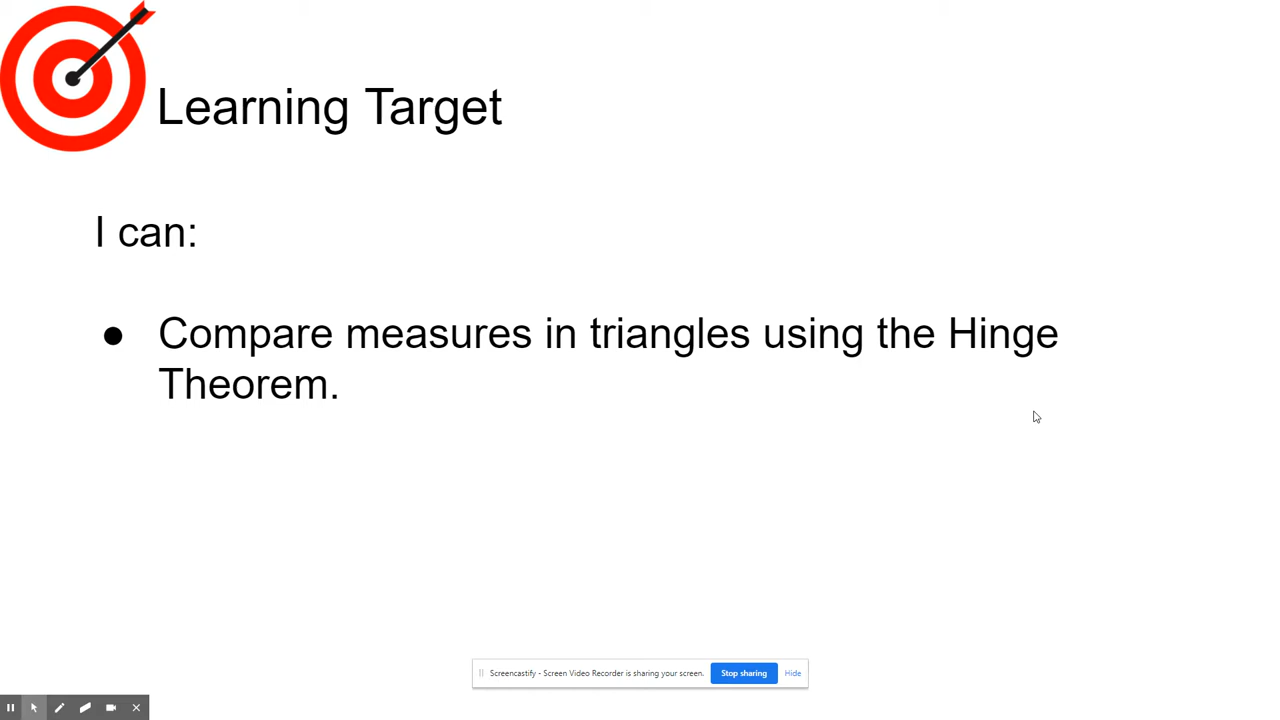 Learning Target
I can:
● Compare measures in triangles using the Hinge
Theorem.
Screencastify - Screen Video Recorder is sharing your screen. Stop sharing Hide